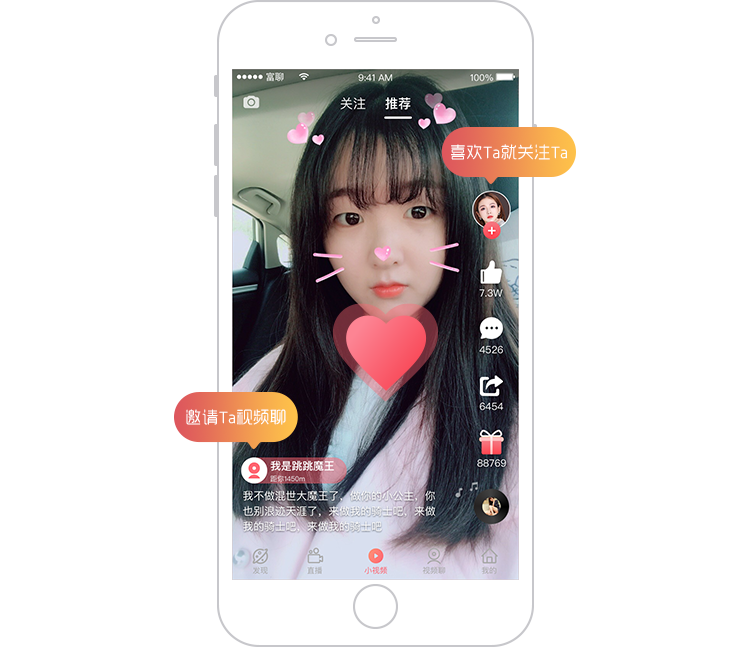 富聊
9:41 AM
100%
关注
推荐
喜欢Ta就关注Ta
7.3W
4526
6454
88769
邀请Ta视频聊
我是跳跳魔王
距你1450m
我不做混世大魔王了，做你的小公主，你
也别浪迹天涯了，来做我的骑士吧，来做
我的骑士吧，来做我的骑士吧
发现
直播
小视频
视频聊
我的